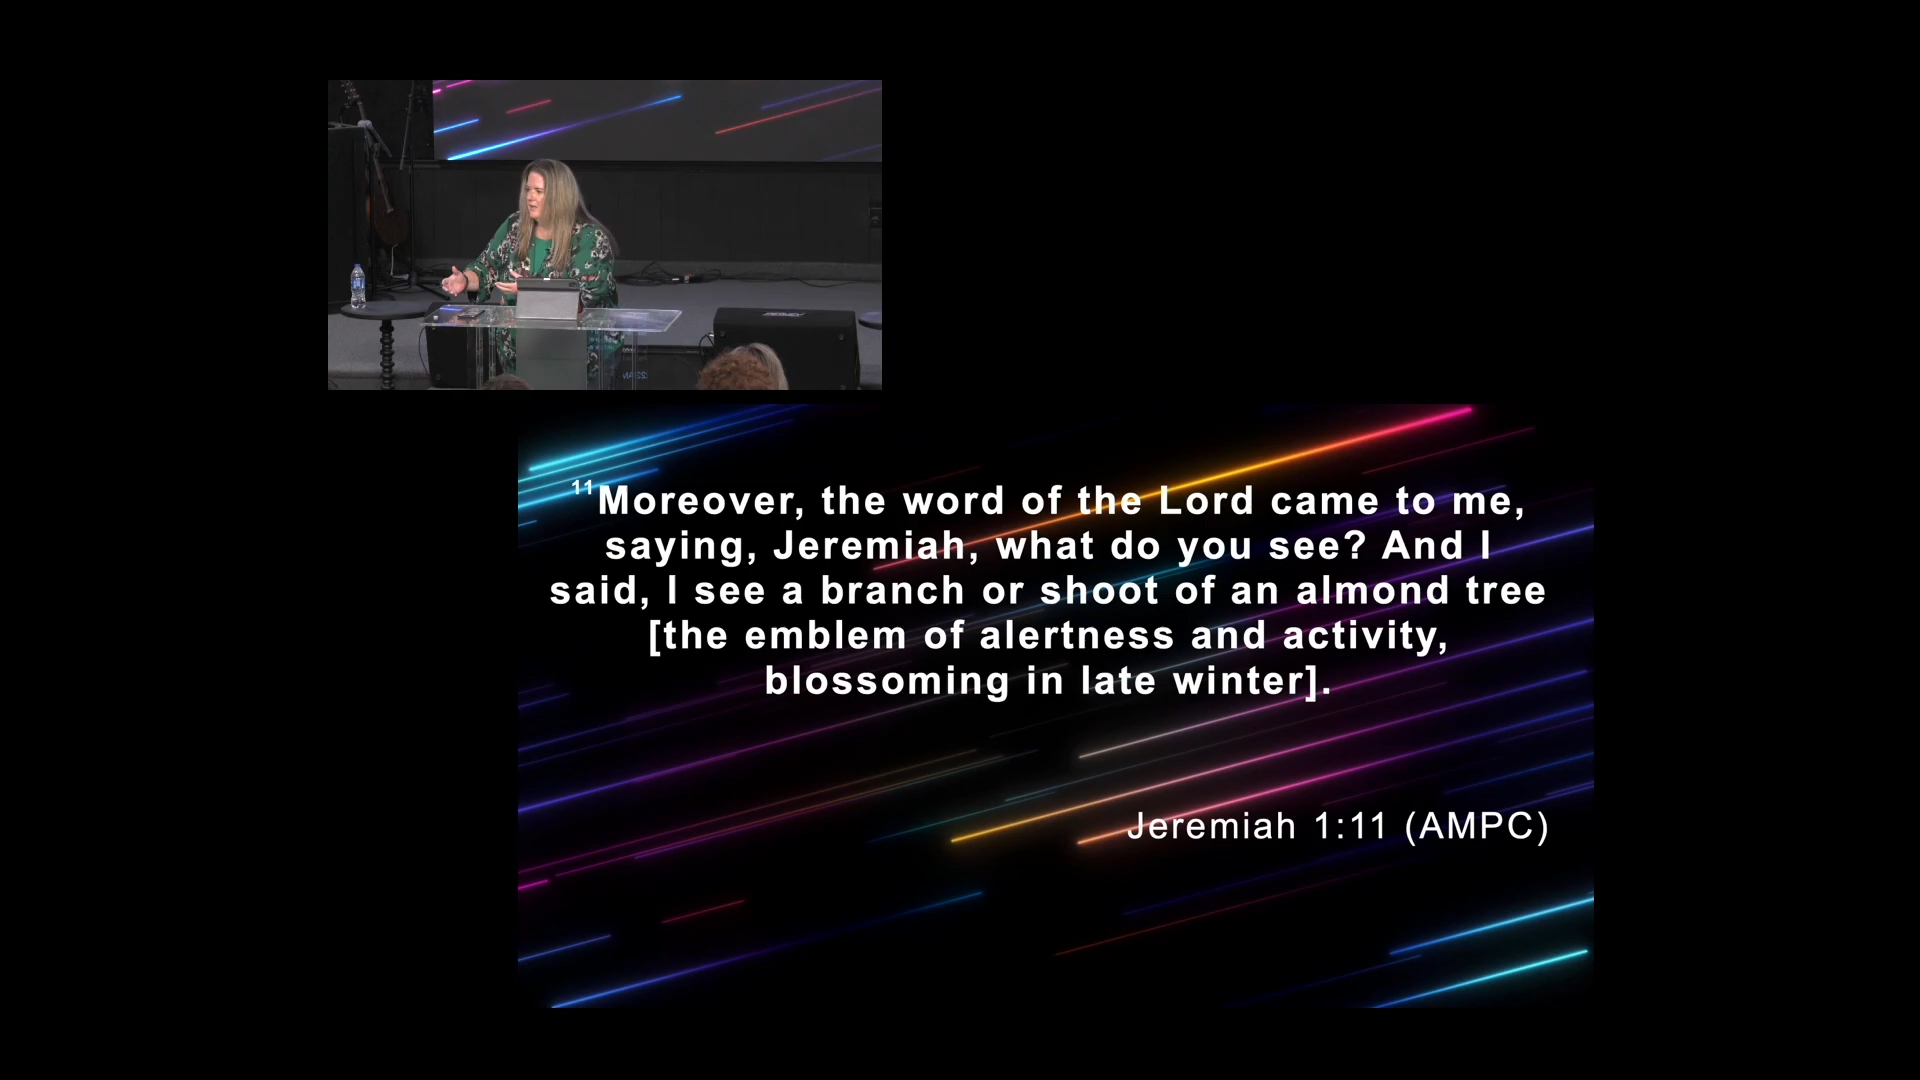 ¹¹Moreover, the word of the Lord came to me,
saying, Jeremiah, what do you see? And I
said, I see a branch or shoot of an almond tree
[the emblem of alertness and activity,
blossoming in late winter].
Jeremiah 1:11 (AMPC)